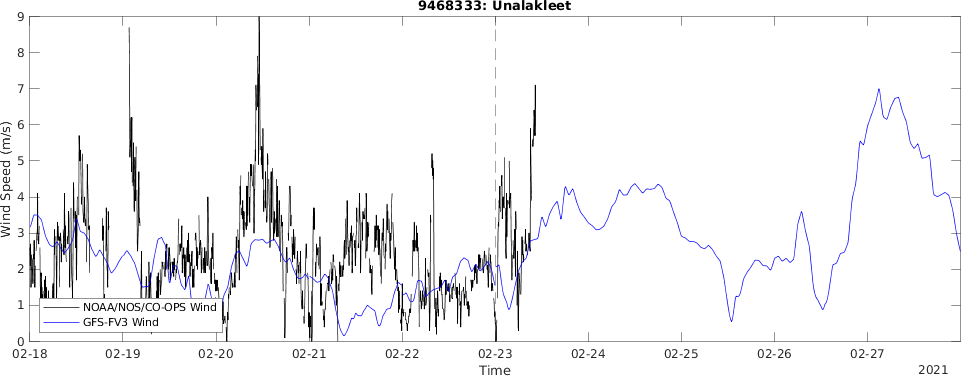 9468333: Unalakleet
Wind Speed (m/s)
9
8
7
6
5
4
3
2
1
0
NOAA/NOS/CO-OPS Wind
GFS-FV3 Wind
02-18 02-19 02-20 02-21 02-22 02-23 02-24 02-25 02-26 02-27
Time
2021